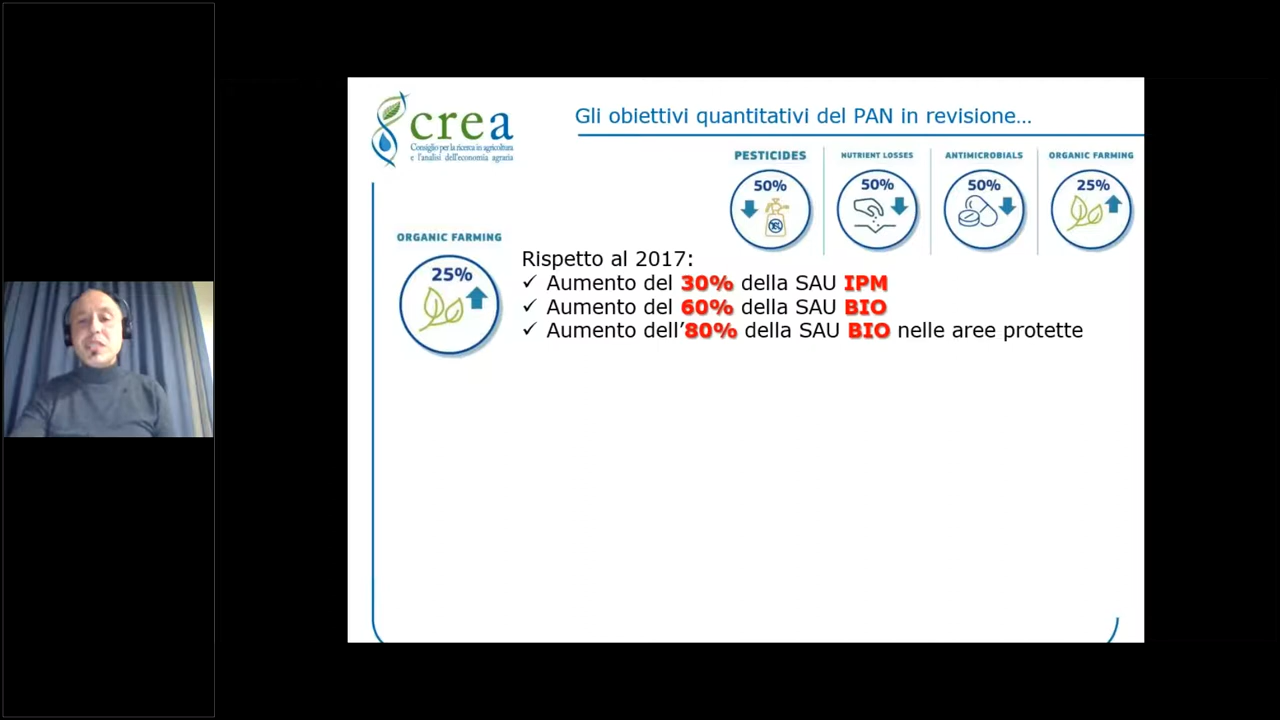 crea
Consiglio per la ricerca in agricoltura
e l'analisi dell'economia agraria
Gli obiettivi quantitativi del PAN in revisione...
PESTICIDES
50%
NUTRIENT LOSSES
50%
ANTIMICROBIALS
50%
ORGANIC FARMING
25%
ORGANIC FARMING
25%
Rispetto al 2017:
✓ Aumento del 30% della SAU IPM
✓ Aumento del 60% della SAU BIO
✓ Aumento dell'80% della SAU BIO nelle aree protette